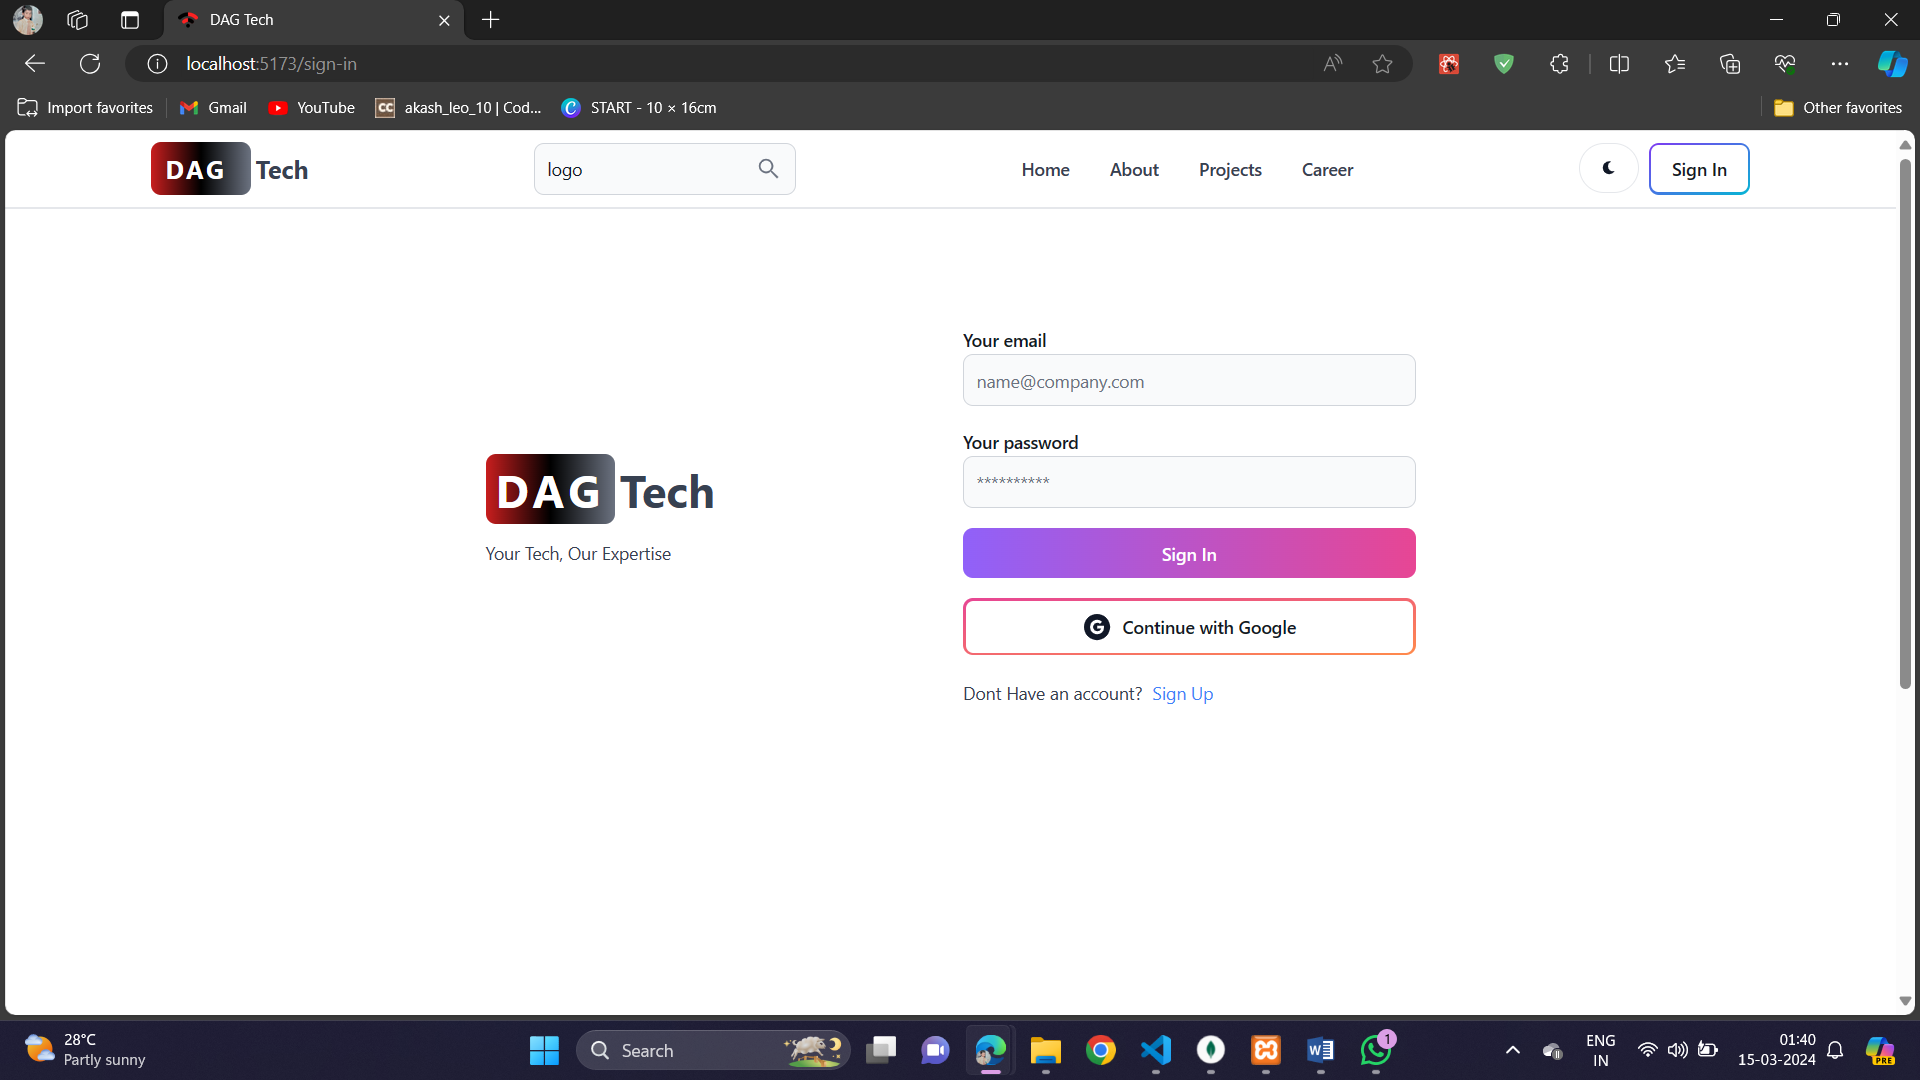 DAG Tech
localhost:5173/sign-in
Import favorites
Gmail
YouTube
akash_leo_10 | Cod...
START - 10 × 16cm
Other favorites
DAG Tech
logo
Home
About
Projects
Career
Sign In
DAG Tech
Your Tech, Our Expertise
Your email
name@company.com
Your password
**********
Sign In
G Continue with Google
Dont Have an account? Sign Up
28°C
Partly sunny
Search
1
ENG
IN
01:40
15-03-2024
PRE